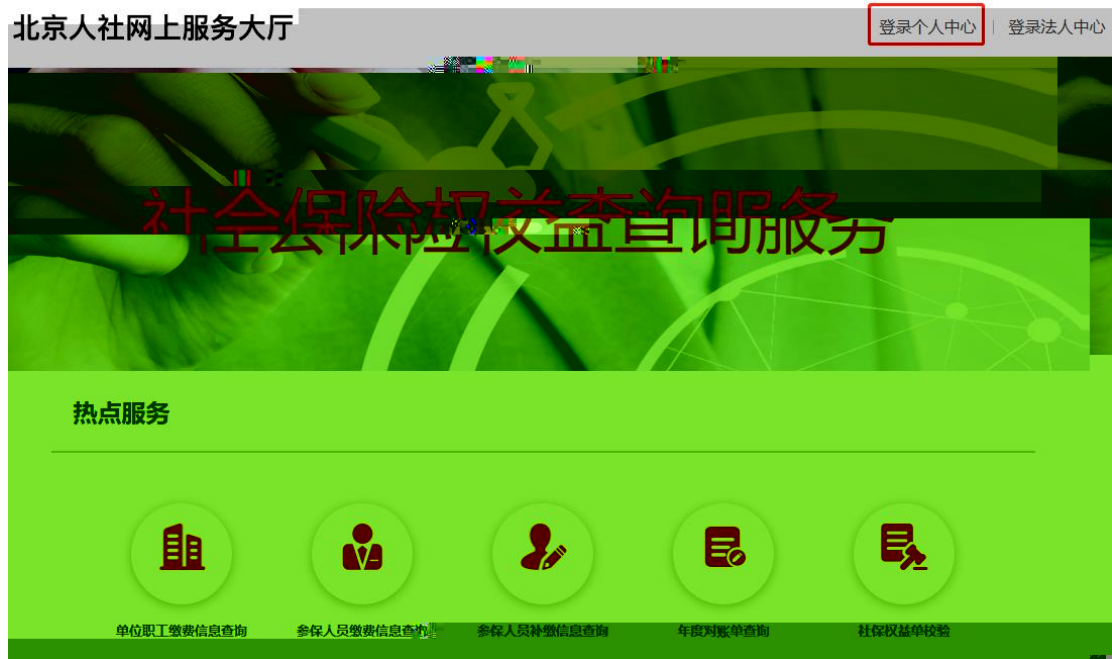 北京人社网上服务大厅
登录个人中心 | 登录法人中心
社会保险权益查询服务
热点服务
单位职工缴费信息查询
参保人员缴费信息查询
参保人员补缴信息查询
年度对账单查询
社保权益单校验